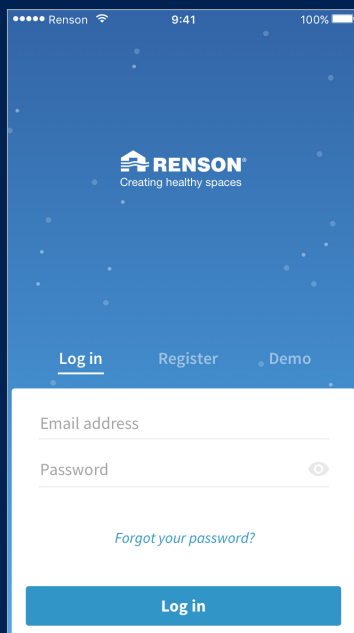 Renson 9:41 100%
RENSON®
Creating healthy spaces
Log in Register Demo
Email address
Password
Forgot your password?
Log in